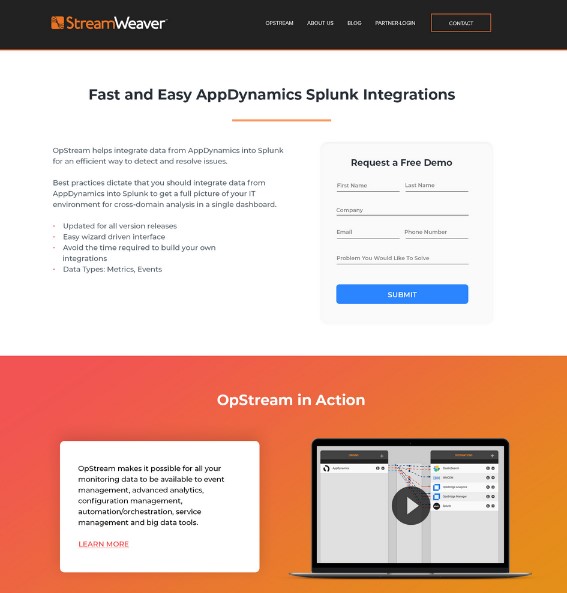 StreamWeaver
OPSTREAM ABOUT US BLOG PARTNER-LOGIN CONTACT
Fast and Easy AppDynamics Splunk Integrations
OpStream helps integrate data from AppDynamics into Splunk
for an efficient way to detect and resolve issues.
Best practices dictate that you should integrate data from
AppDynamics into Splunk to get a full picture of your IT
environment for cross-domain analysis in a single dashboard.
· Updated for all version releases
· Easy wizard driven interface
· Avoid the time required to build your own
integrations
· Data Types: Metrics, Events
Request a Free Demo
First Name Last Name
Company
Email Phone Number
Problem You Would Like To Solve
SUBMIT
OpStream in Action
OpStream makes it possible for all your
monitoring data to be available to event
management, advanced analytics,
configuration management,
automation/orchestration, service
management and big data tools.
LEARN MORE
AppDynamics